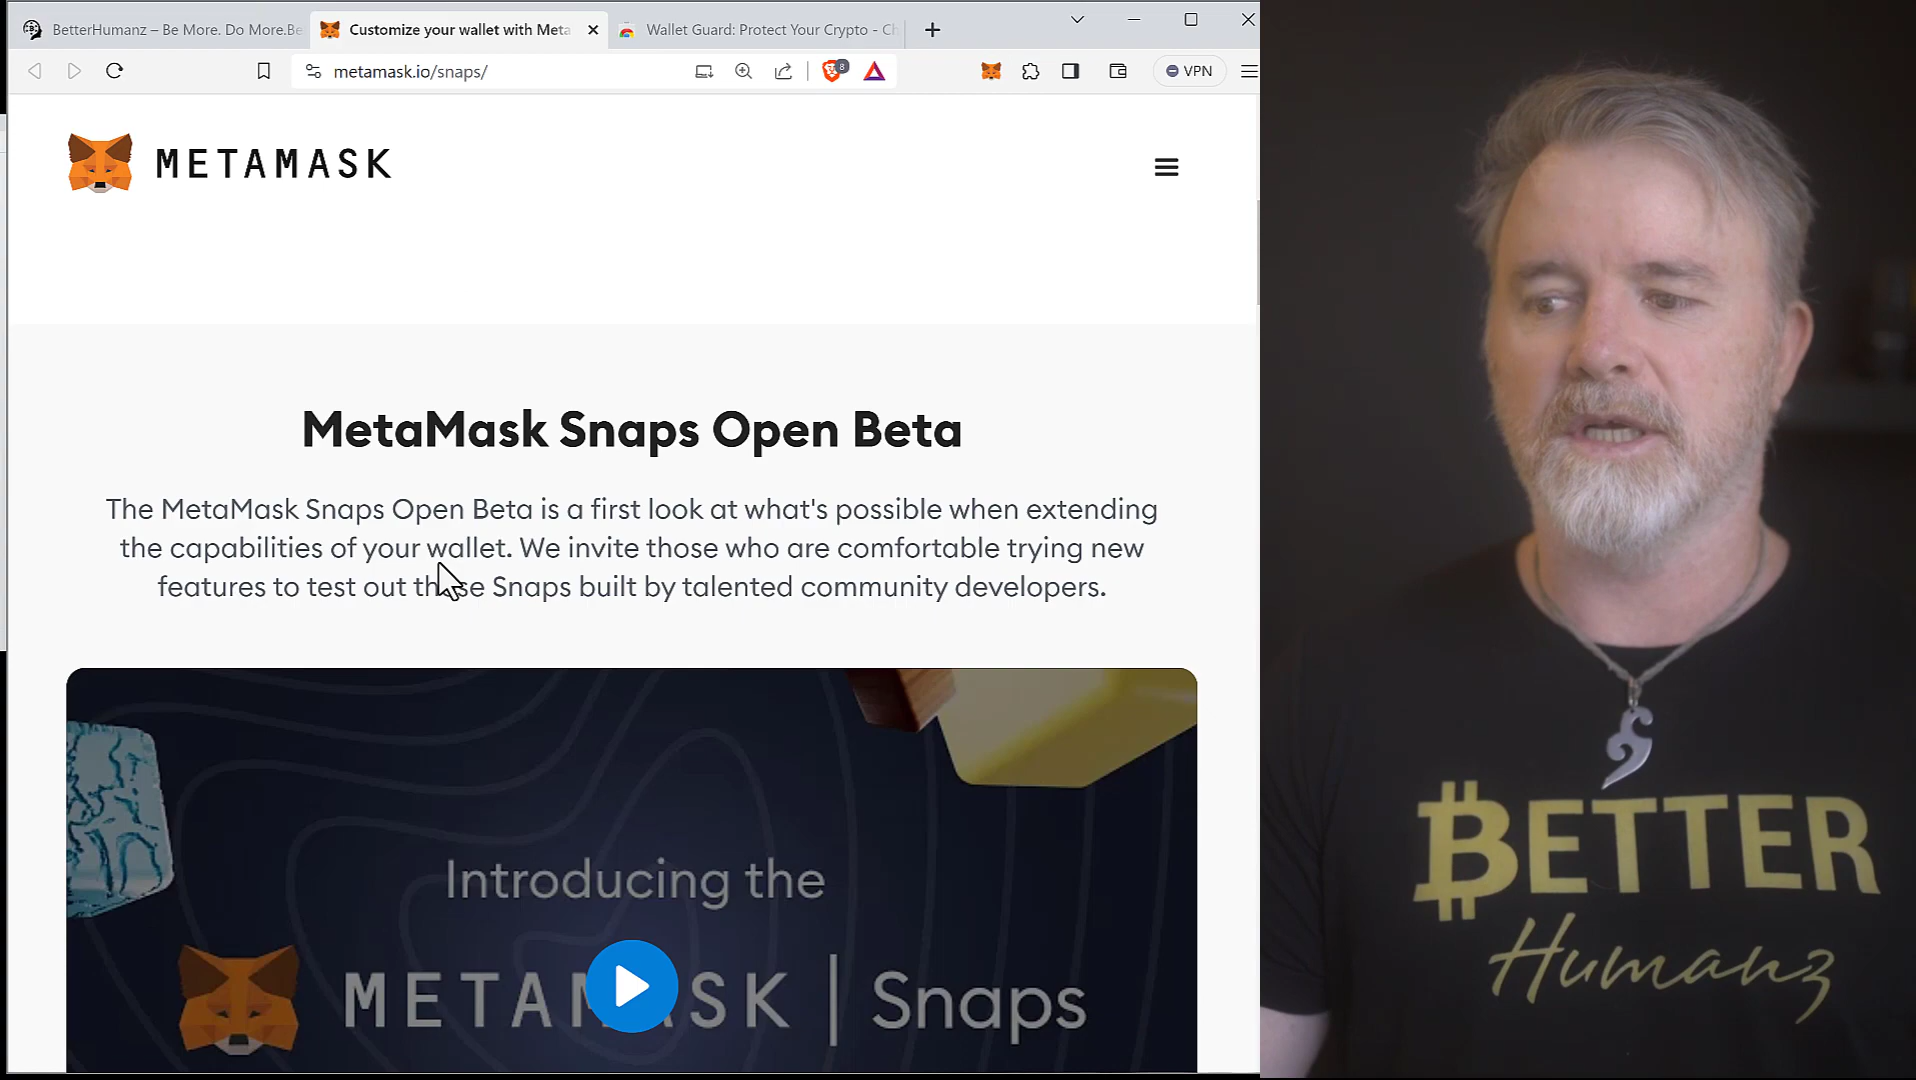 BetterHumanz – Be More. Do More.Be
Customize your wallet with Meta
Wallet Guard: Protect Your Crypto - Ch
metamask.io/snaps/
8
VPN
METAMASK
MetaMask Snaps Open Beta
The MetaMask Snaps Open Beta is a first look at what's possible when extending
the capabilities of your wallet. We invite those who are comfortable trying new
features to test out these Snaps built by talented community developers.
Introducing the
METAMASK | Snaps
BETTER
Humanz